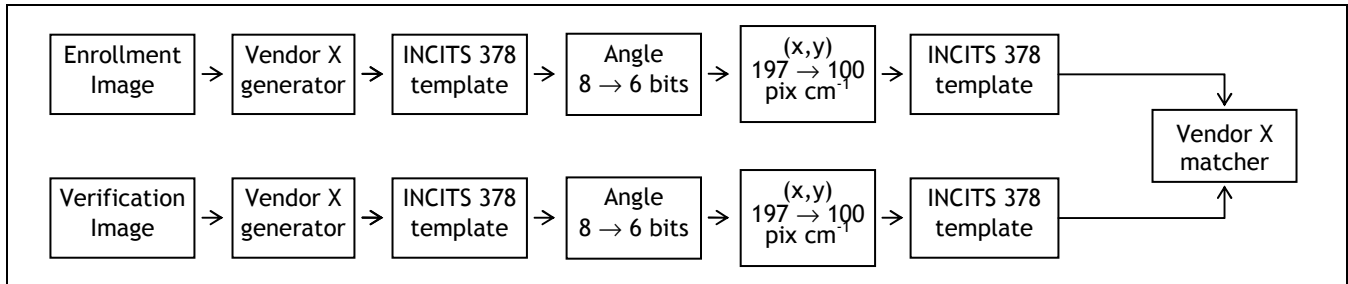 Enrollment
Image
Vendor X
generator
INCITS 378
template
Angle
8 → 6 bits
(x,y)
197 → 100
pix cm⁻¹
INCITS 378
template
Vendor X
matcher
Verification
Image
Vendor X
generator
INCITS 378
template
Angle
8 → 6 bits
(x,y)
197 → 100
pix cm⁻¹
INCITS 378
template